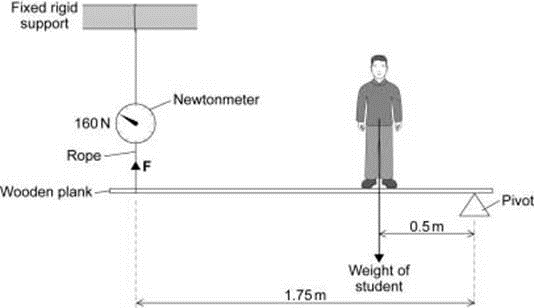 Fixed rigid
support
Newtonmeter
160 N
Rope
F
Wooden plank
Pivot
0.5 m
Weight of
student
1.75 m